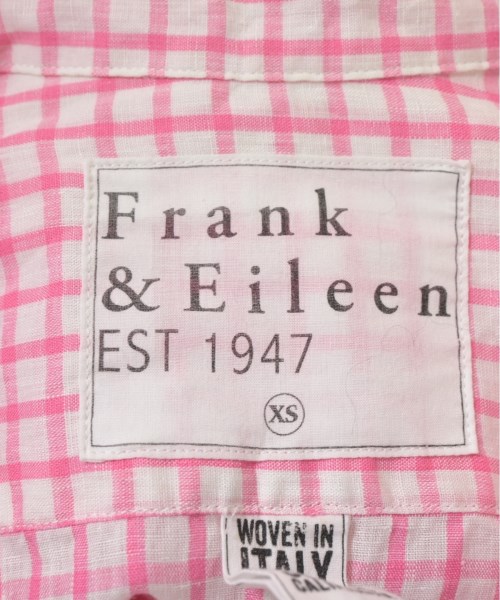 Frank
& Eileen
EST 1947
XS
WOVEN IN
ITALY